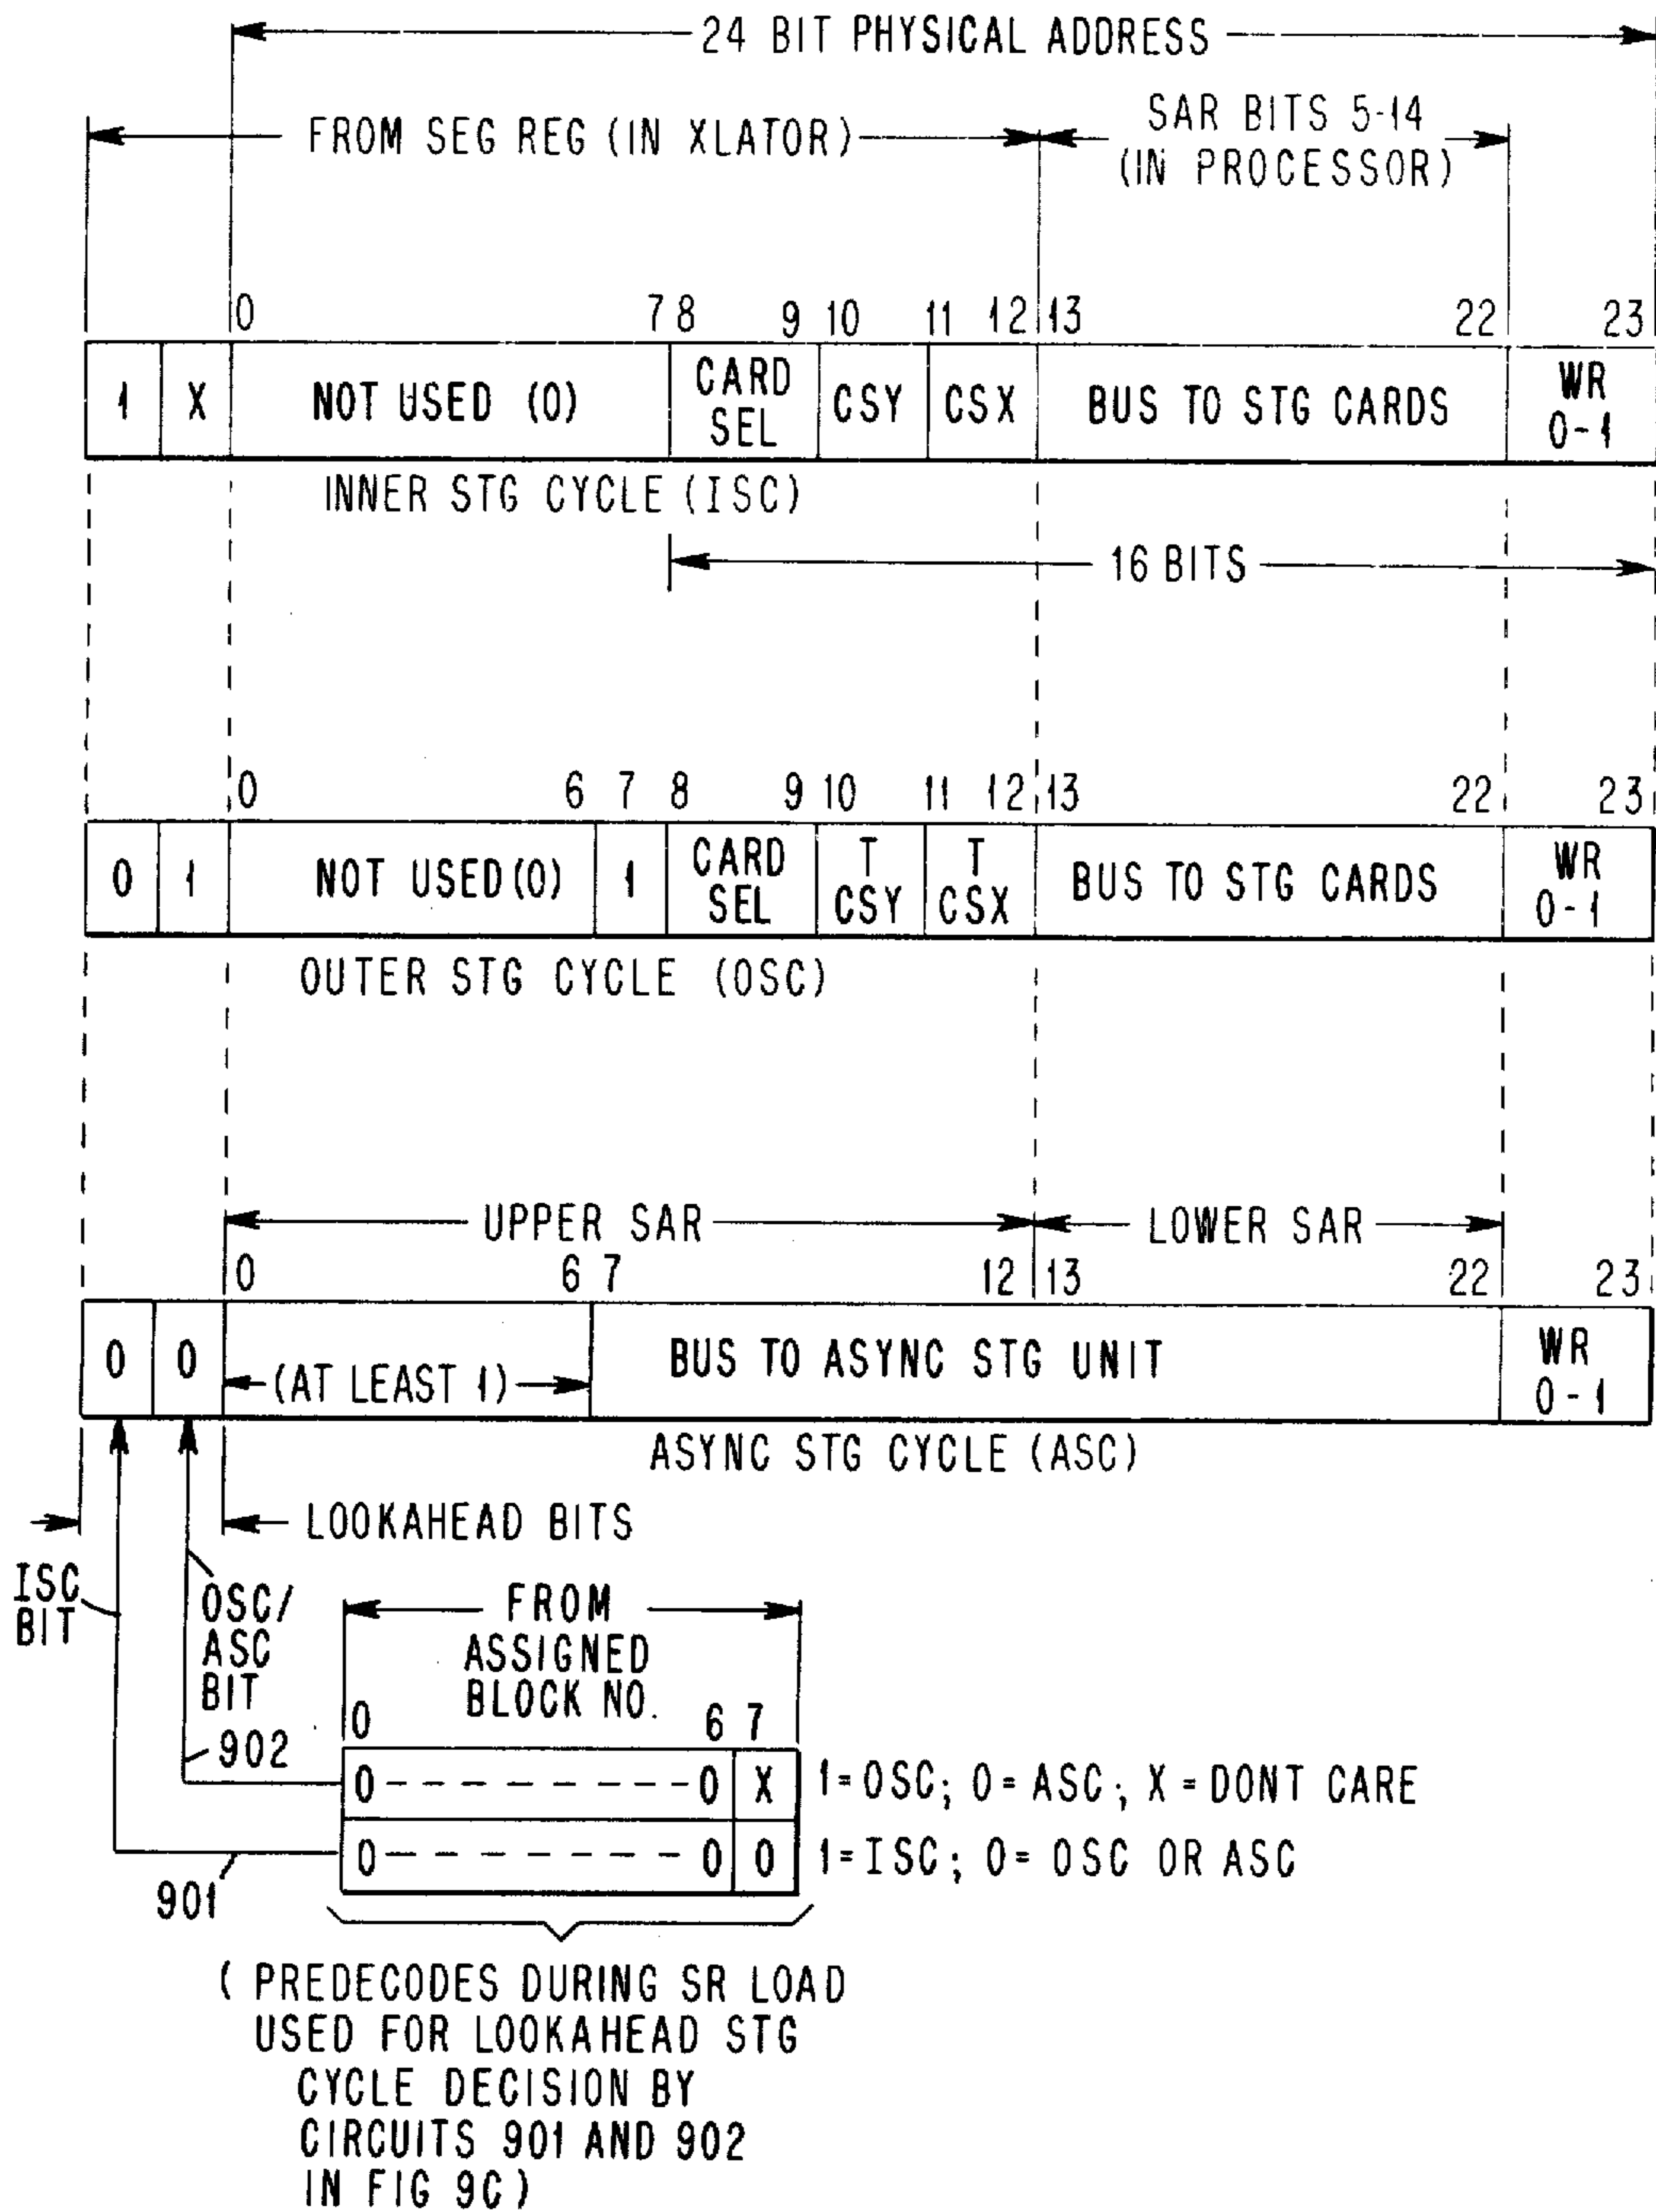 24 BIT PHYSICAL ADDRESS
FROM SEG REG (IN XLATOR)
SAR BITS 5-14
(IN PROCESSOR)
0 7 8 9 10 11 12 13 22 23
1 X NOT USED (0) CARD SEL CSY CSX BUS TO STG CARDS WR 0-1
INNER STG CYCLE (ISC)
16 BITS
0 6 7 8 9 10 11 12 13 22 23
0 1 NOT USED (0) 1 CARD SEL T CSY T CSX BUS TO STG CARDS WR 0-1
OUTER STG CYCLE (OSC)
UPPER SAR LOWER SAR
0 6 7 12 13 22 23
0 0 (AT LEAST 1) BUS TO ASYNC STG UNIT WR 0-1
ASYNC STG CYCLE (ASC)
LOOKAHEAD BITS
ISC
BIT
OSC/
ASC
BIT
902
FROM
ASSIGNED
BLOCK NO.
0 6 7
0--------0 X 1=OSC; 0=ASC; X=DONT CARE
0--------0 0 1=ISC; 0=OSC OR ASC
901
(PREDECODES DURING SR LOAD
USED FOR LOOKAHEAD STG
CYCLE DECISION BY
CIRCUITS 901 AND 902
IN FIG 9C)